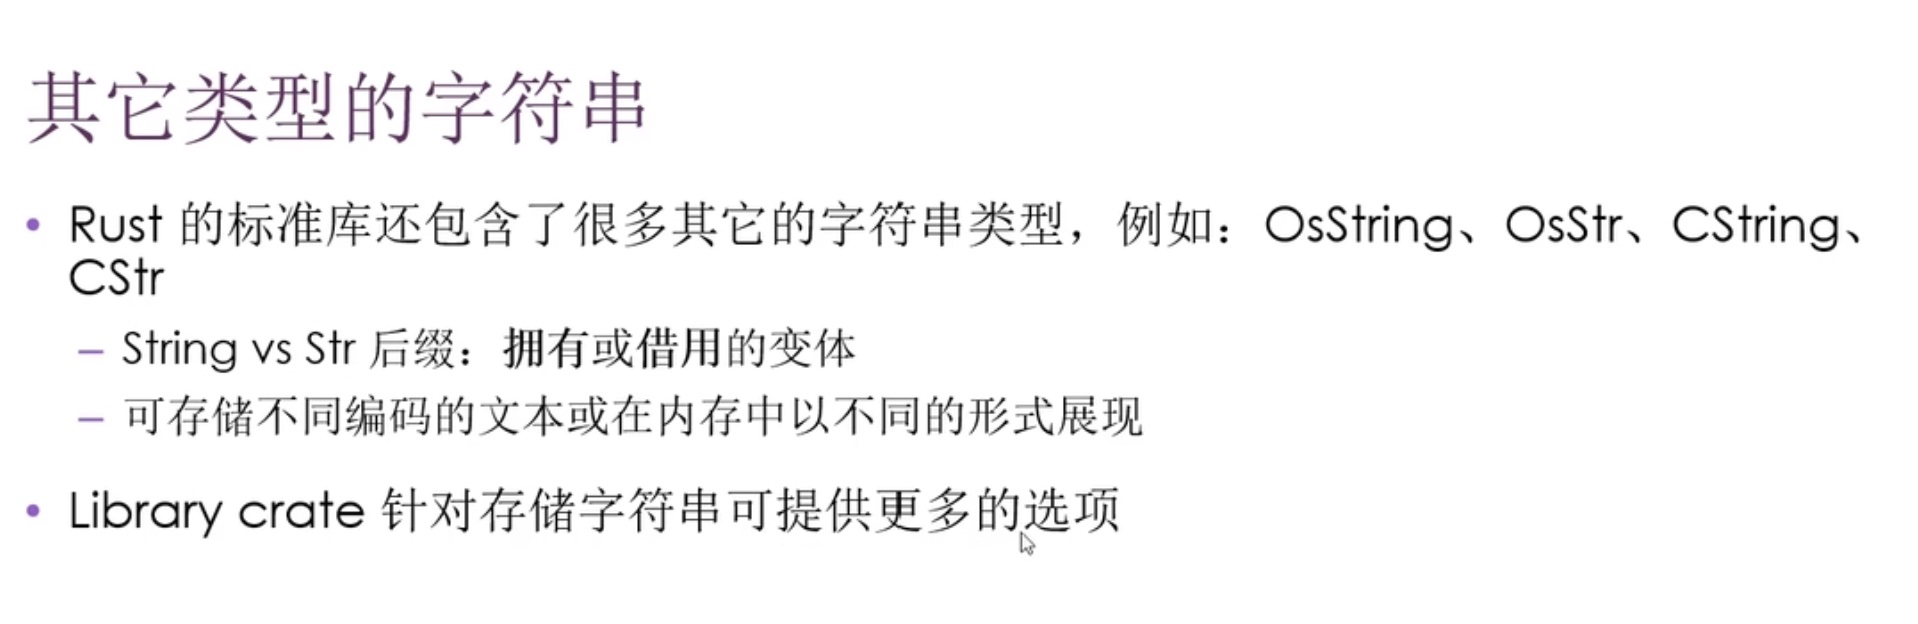 其它类型的字符串
• Rust 的标准库还包含了很多其它的字符串类型，例如：OsString、OsStr、CString、
CStr
– String vs Str 后缀：拥有或借用的变体
– 可存储不同编码的文本或在内存中以不同的形式展现
• Library crate 针对存储字符串可提供更多的选项